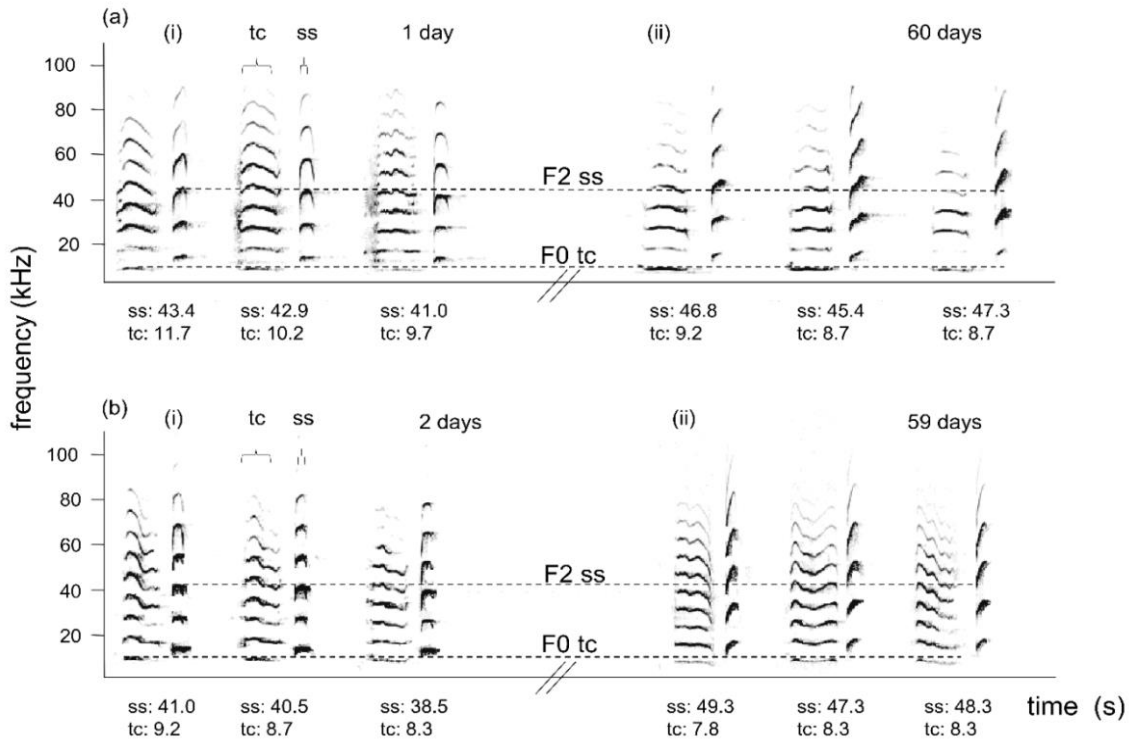 (a)
(i) tc ss 1 day (ii) 60 days
100
80
60
F2 ss
40
20
F0 tc
ss: 43.4 ss: 42.9 ss: 41.0 ss: 46.8 ss: 45.4 ss: 47.3
tc: 11.7 tc: 10.2 tc: 9.7 tc: 9.2 tc: 8.7 tc: 8.7
frequency (kHz)
(b)
(i) tc ss 2 days (ii) 59 days
100
80
60
F2 ss
40
20
F0 tc
ss: 41.0 ss: 40.5 ss: 38.5 ss: 49.3 ss: 47.3 ss: 48.3 time (s)
tc: 9.2 tc: 8.7 tc: 8.3 tc: 7.8 tc: 8.3 tc: 8.3